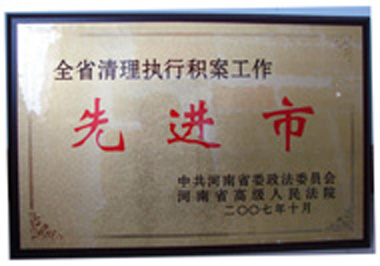 全省清理执行积案工作
先进市
中共河南省委政法委员会
河南省高级人民法院
二〇〇七年十月